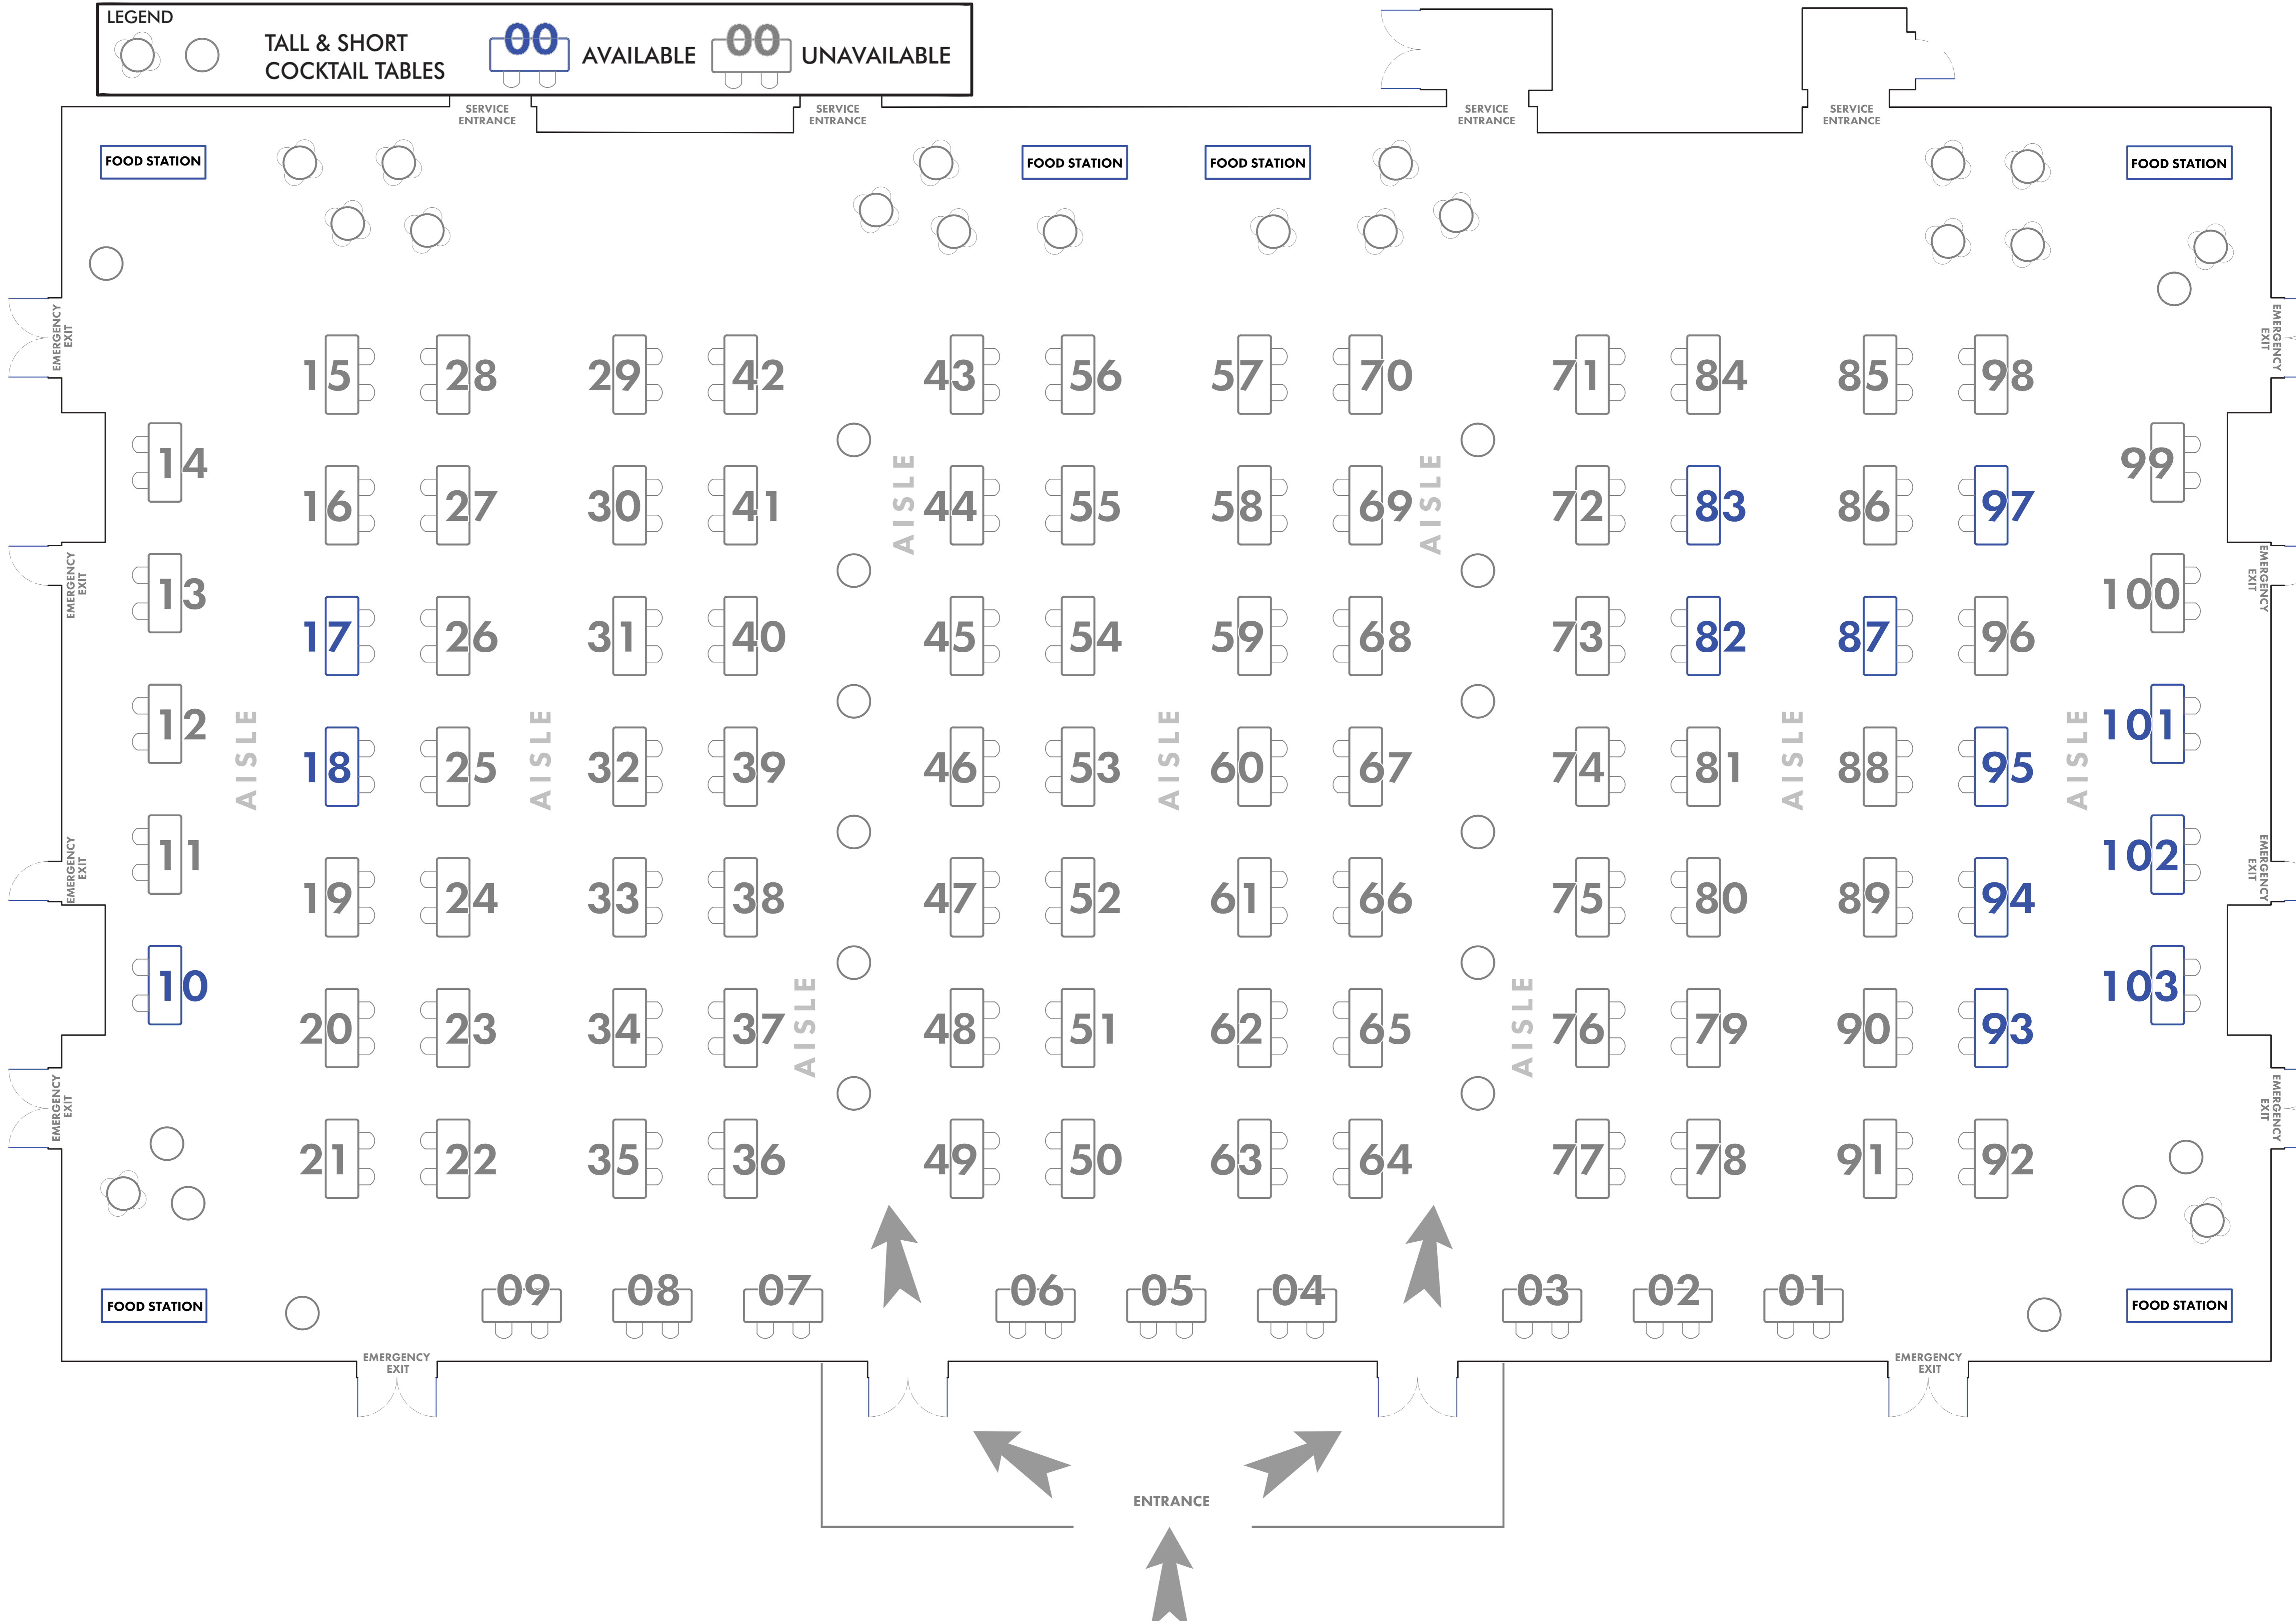 LEGEND
TALL & SHORT
COCKTAIL TABLES
00 AVAILABLE 00 UNAVAILABLE
SERVICE
ENTRANCE
SERVICE
ENTRANCE
SERVICE
ENTRANCE
SERVICE
ENTRANCE
FOOD STATION
FOOD STATION
FOOD STATION
FOOD STATION
EMERGENCY
EXIT
EMERGENCY
EXIT
15 28 29 42 43 56 57 70 71 84 85 98
14 99
AISLE AISLE
16 27 30 41 44 55 58 69 72 83 86 97
EMERGENCY
EXIT
EMERGENCY
EXIT
13 100
17 26 31 40 45 54 59 68 73 82 87 96
12 101
AISLE AISLE AISLE AISLE AISLE
18 25 32 39 46 53 60 67 74 81 88 95
11 102
EMERGENCY
EXIT
EMERGENCY
EXIT
19 24 33 38 47 52 61 66 75 80 89 94
10 103
AISLE AISLE
20 23 34 37 48 51 62 65 76 79 90 93
EMERGENCY
EXIT
EMERGENCY
EXIT
21 22 35 36 49 50 63 64 77 78 91 92
09 08 07 06 05 04 03 02 01
FOOD STATION
FOOD STATION
EMERGENCY
EXIT
EMERGENCY
EXIT
ENTRANCE